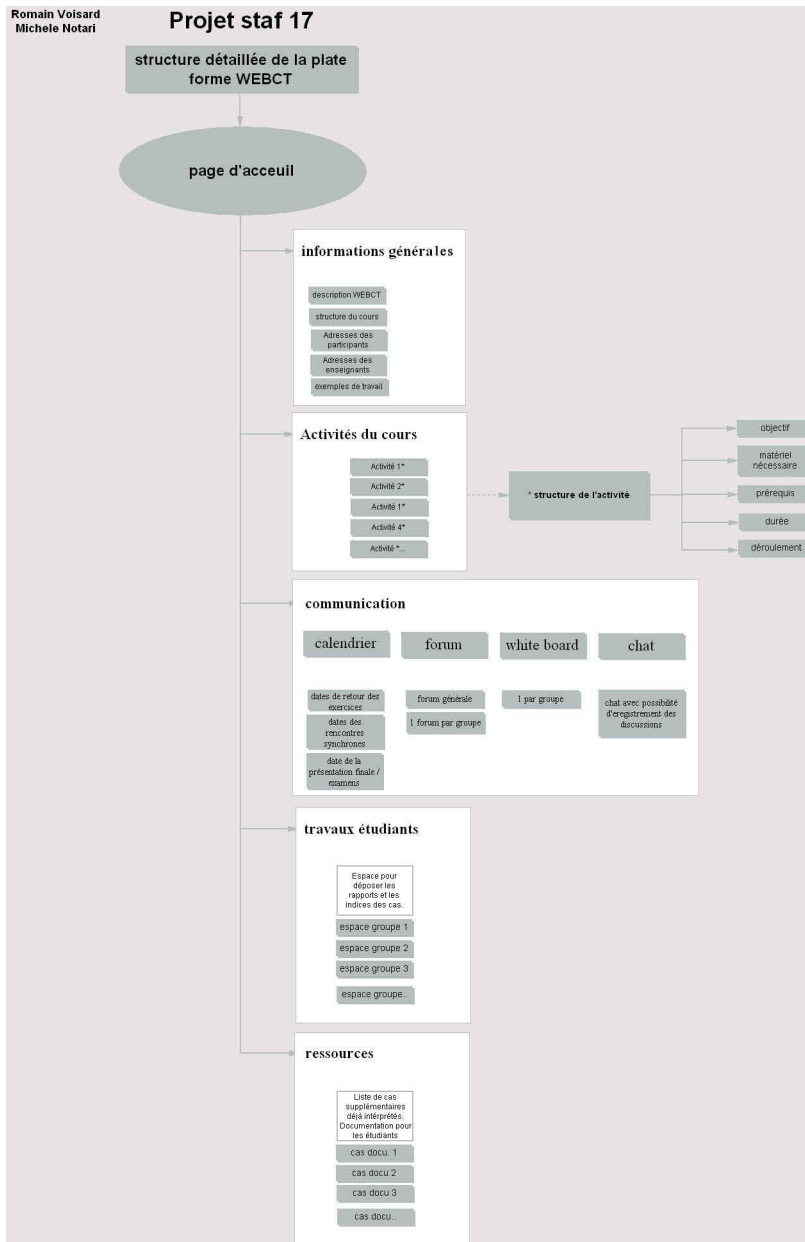 Romain Voisard
Michele Notari
Projet staf 17
structure détaillée de la plate
forme WEBCT
page d'acceuil
informations générales
description WEBCT
structure du cours
Adresses des
participants
Adresses des
enseignants
exemples de travail
Activités du cours
Activité 1*
Activité 2*
Activité 1*
Activité 4*
Activité *...
* structure de l'activité
objectif
matériel
nécessaire
prérequis
durée
déroulement
communication
calendrier
forum
white board
chat
dates de retour des
exercices
dates des
rencontres
synchrones
date de la
présentation finale /
examens
forum générale
1 forum par groupe
1 par groupe
chat avec possibilité
d'eregistrement des
discussions
travaux étudiants
Espace pour
déposer les
rapports et les
indices des cas.
espace groupe 1
espace groupe 2
espace groupe 3
espace groupe..
ressources
Liste de cas
supplémentaires
déjá intérprétés.
Documentation pour
les étudiants
cas docu. 1
cas docu 2
cas docu 3
cas docu..